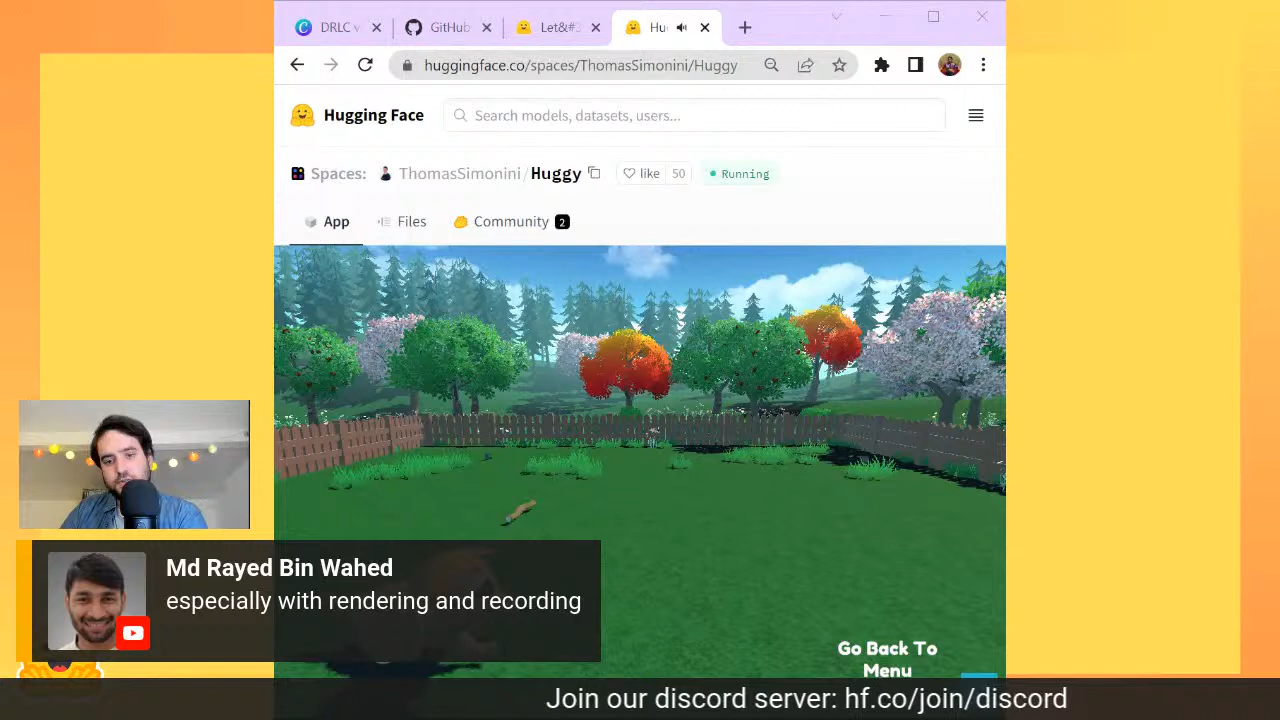 DRLC v
GitHub
Let&#3
Hu
huggingface.co/spaces/ThomasSimonini/Huggy
Hugging Face
Search models, datasets, users...
Spaces: ThomasSimonini/Huggy
like 50
Running
App
Files
Community 2
Md Rayed Bin Wahed
especially with rendering and recording
Go Back To
Menu
Join our discord server: hf.co/join/discord